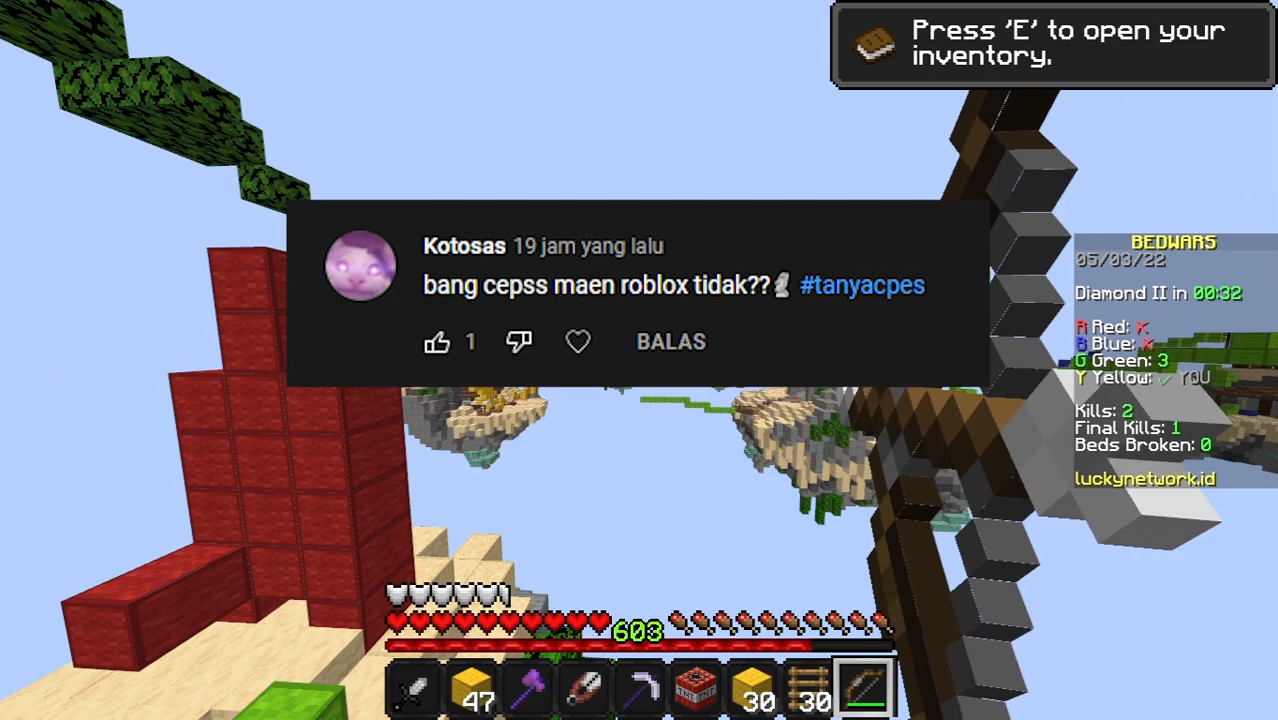 Press 'E' to open your
inventory.
Kotosas 19 jam yang lalu
bang cepss maen roblox tidak??🗿 #tanyacpes
1 BALAS
BEDWARS
05/03/22
Diamond II in 00:32
R Red: ✗
B Blue: ✗
G Green: 3
Y Yellow: ✓ YOU
Kills: 2
Final Kills: 1
Beds Broken: 0
luckynetwork.id
603
47 30 30